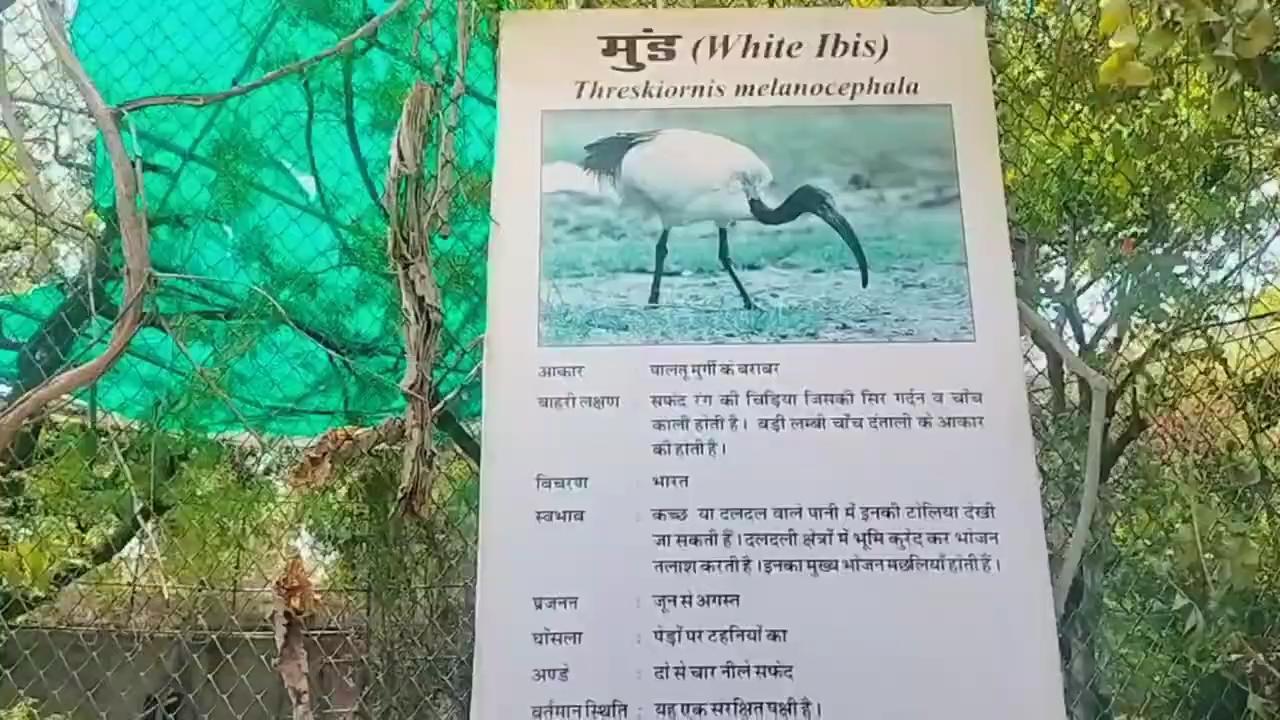 मुंड (White Ibis)
Threskiornis melanocephala
आकार : पालतू मुर्गी के बराबर
बाहरी लक्षण : सफेद रंग की चिड़िया जिसकी सिर गर्दन व चोंच
काली होती है। बड़ी लम्बी चोंच दंताली के आकार
की होती है।
विचरण : भारत
स्वभाव : कच्छ या दलदल वाले पानी में इनकी टोलिया देखी
जा सकती हैं। दलदली क्षेत्रों में भूमि कुरेद कर भोजन
तलाश करती है। इनका मुख्य भोजन मछलियाँ होती हैं।
प्रजनन : जून से अगस्त
घोंसला : पेड़ों पर टहनियों का
अण्डे : दो से चार नीले सफेद
वर्तमान स्थिति : यह एक संरक्षित पक्षी है।